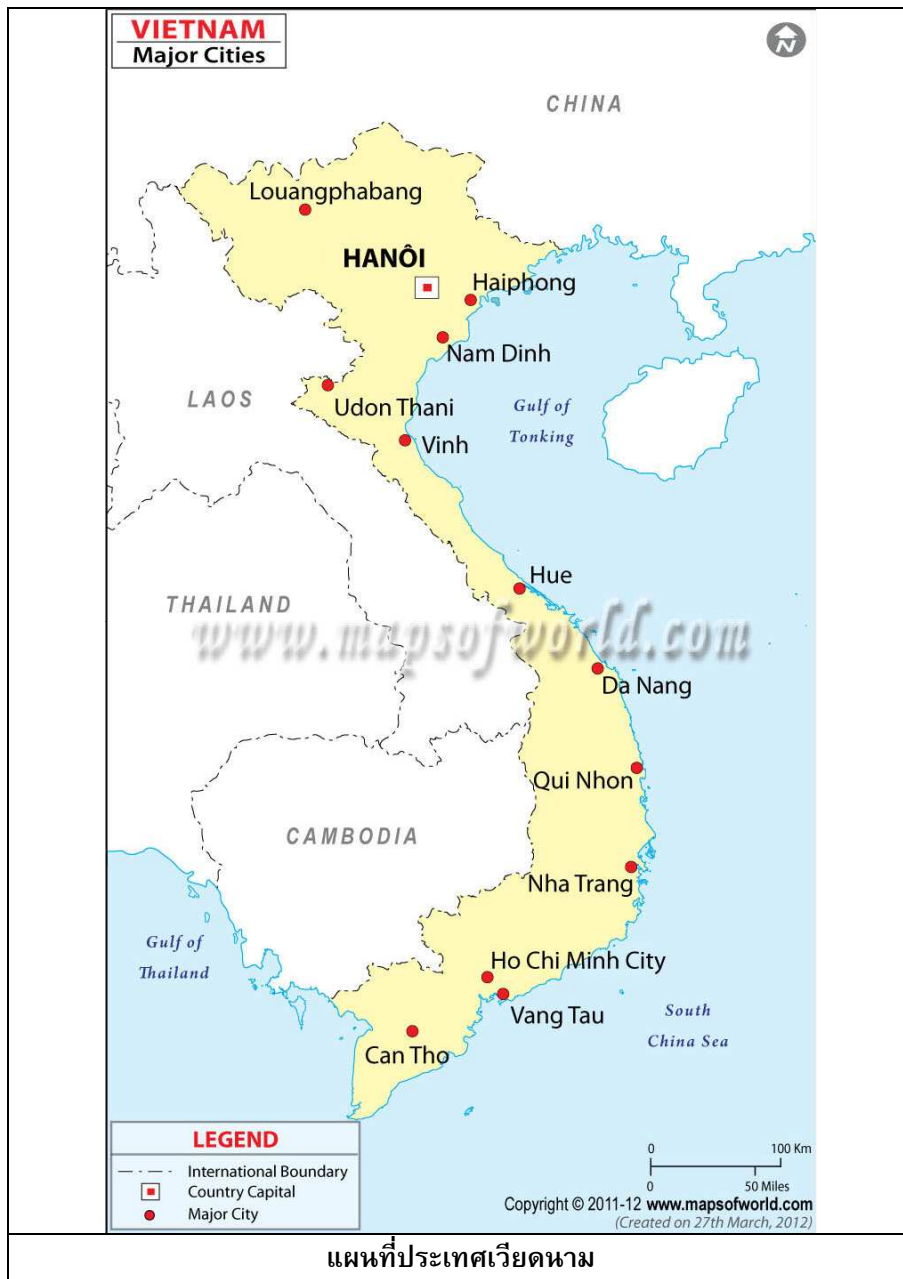 VIETNAM
Major Cities
N
CHINA
Louangphabang
HANÔI
Haiphong
Nam Dinh
LAOS
Udon Thani
Gulf of
Tonking
Vinh
Hue
THAILAND
www.mapsofworld.com
Da Nang
Qui Nhon
CAMBODIA
Nha Trang
Gulf of
Thailand
Ho Chi Minh City
Vang Tau
South
China Sea
Can Tho
LEGEND
International Boundary
Country Capital
Major City
0 100 Km
0 50 Miles
Copyright © 2011-12 www.mapsofworld.com
(Created on 27th March, 2012)
แผนที่ประเทศเวียดนาม